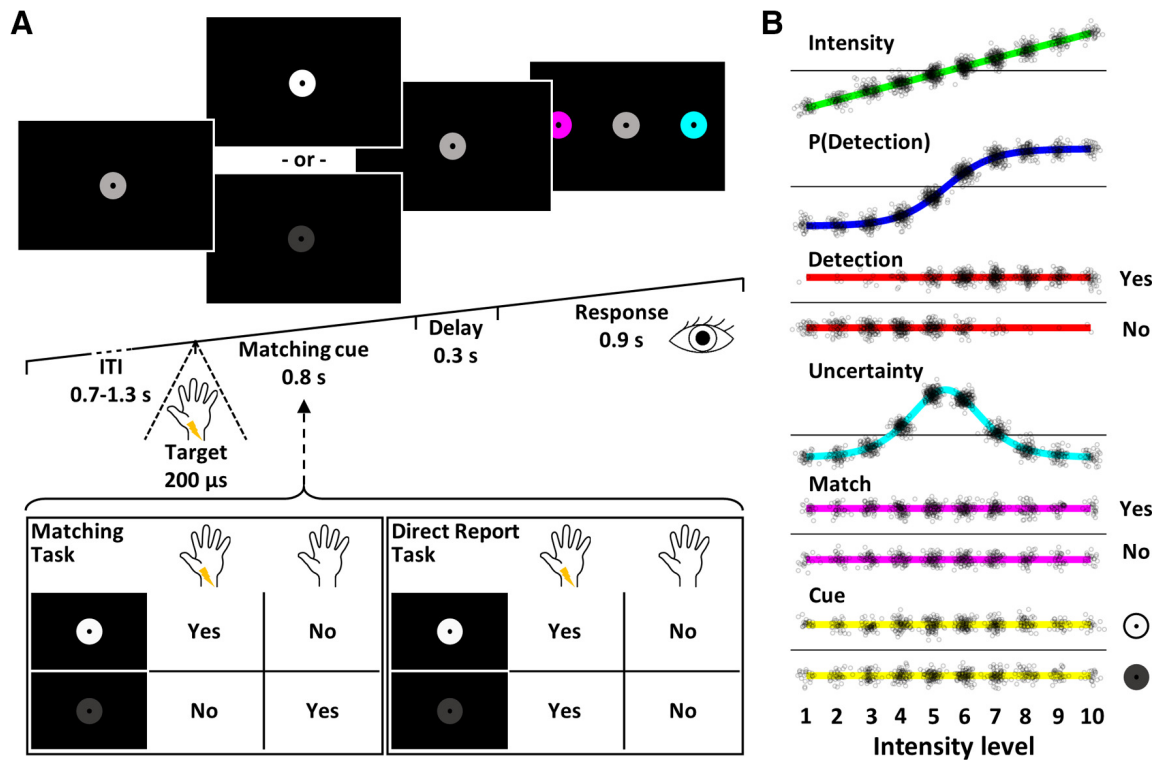 A
- or -
ITI
0.7-1.3 s
Target
200 µs
Matching cue
0.8 s
Delay
0.3 s
Response
0.9 s
Matching
Task
Yes
No
No
Yes
Direct Report
Task
Yes
No
Yes
No
B
Intensity
P(Detection)
Detection
Yes
No
Uncertainty
Match
Yes
No
Cue
1 2 3 4 5 6 7 8 9 10
Intensity level